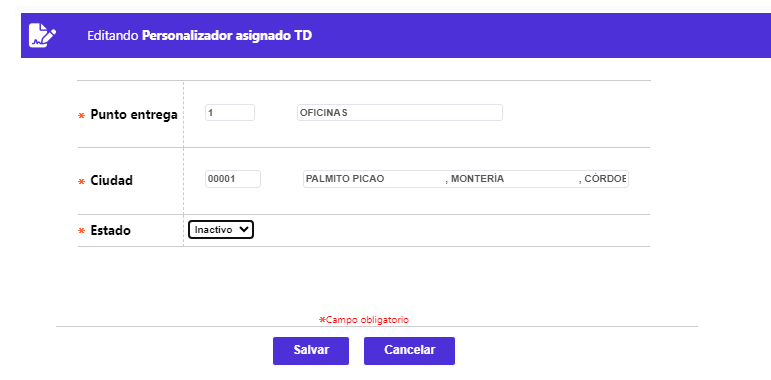 Editando Personalizador asignado TD
* Punto entrega 1 OFICINAS
* Ciudad 00001 PALMITO PICAO , MONTERÍA , CÓRDOB
* Estado Inactivo
*Campo obligatorio
Salvar Cancelar